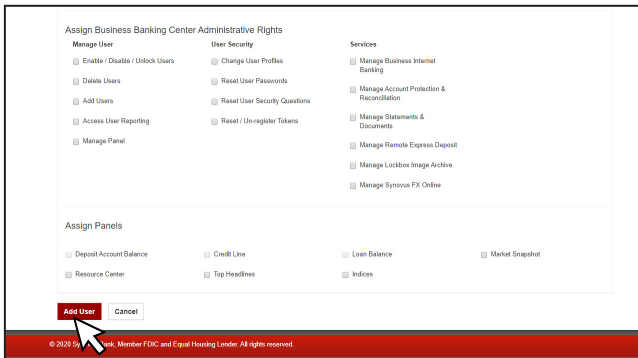 Assign Business Banking Center Administrative Rights
Manage User
User Security
Services
Enable / Disable / Unlock Users
Change User Profiles
Manage Business Internet
Banking
Delete Users
Reset User Passwords
Manage Account Protection &
Reconciliation
Add Users
Reset User Security Questions
Manage Statements &
Documents
Access User Reporting
Reset / Un-register Tokens
Manage Panel
Manage Remote Express Deposit
Manage Lockbox Image Archive
Manage Synovus FX Online
Assign Panels
Deposit Account Balance
Credit Line
Loan Balance
Market Snapshot
Resource Center
Top Headlines
Indices
Add User
Cancel
© 2020 Sy ank, Member FDIC and Equal Housing Lender. All rights reserved.